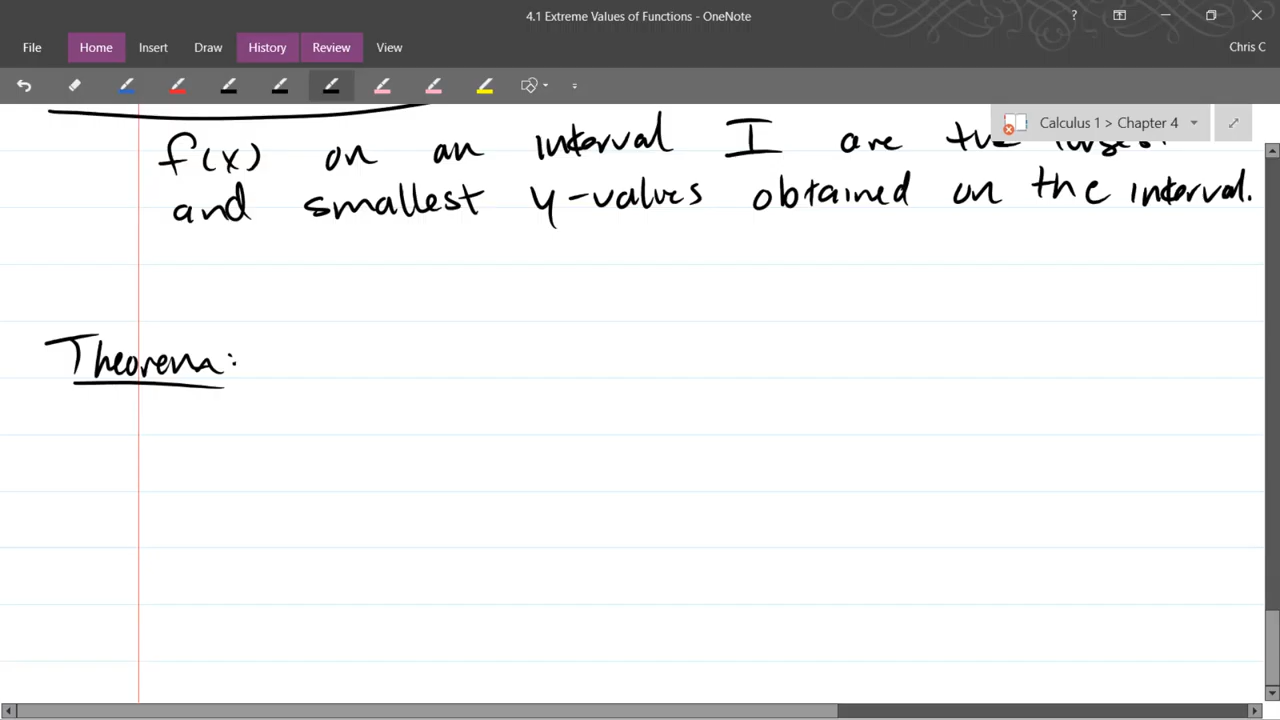 4.1 Extreme Values of Functions - OneNote
?
File Home Insert Draw History Review View
Chris C
Calculus 1 > Chapter 4
f(x) on an interval I are the largest
and smallest y-values obtained on the interval.
Theorem: